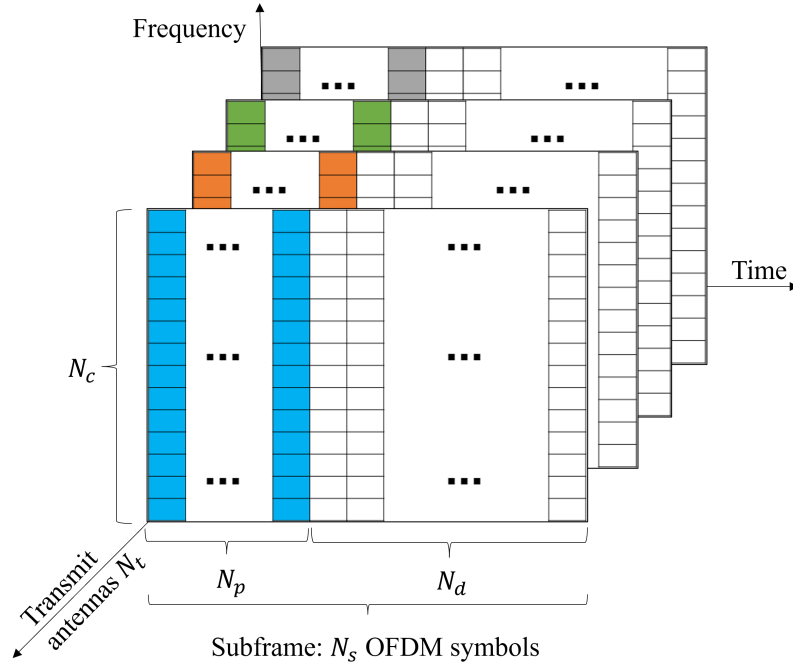 Frequency
Time
N_c
Transmit
antennas N_t
N_p
N_d
Subframe: N_s OFDM symbols